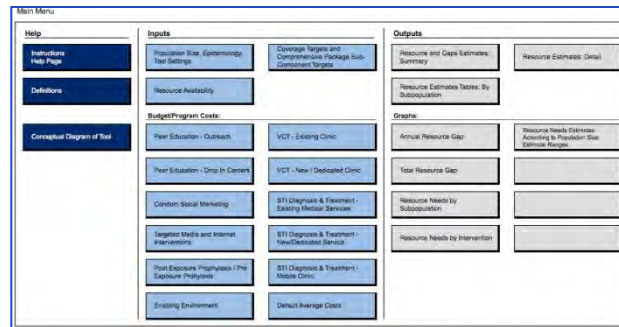 Main Menu
Help
Instructions
Help Page
Definitions
Conceptual Diagram of Tool
Inputs
Population Size, Epidemiology,
Tool Settings
Coverage Targets and
Comprehensive Package Sub-
Component Targets
Resource Availability
Budget/Program Costs:
Peer Education - Outreach
VCT - Existing Clinic
Peer Education - Drop In Centers
VCT - New / Dedicated Clinic
Condom Social Marketing
STI Diagnosis & Treatment -
Existing Medical Services
Targeted Media and Internet
Interventions
STI Diagnosis & Treatment -
New/Dedicated Service
Post Exposure Prophylaxis / Pre
Exposure Prohylaxis
STI Diagnosis & Treatment -
Mobile Clinic
Enabling Environment
Default Average Costs
Outputs
Resource and Gaps Estimates:
Summary
Resource Estimates: Detail
Resource Estimates Tables: By
Subpopulation
Graphs:
Annual Resource Gap
Resource Needs Estimates
According to Population Size
Estimate Ranges
Total Resource Gap
Resource Needs by
Subpopulation
Resource Needs by Intervention